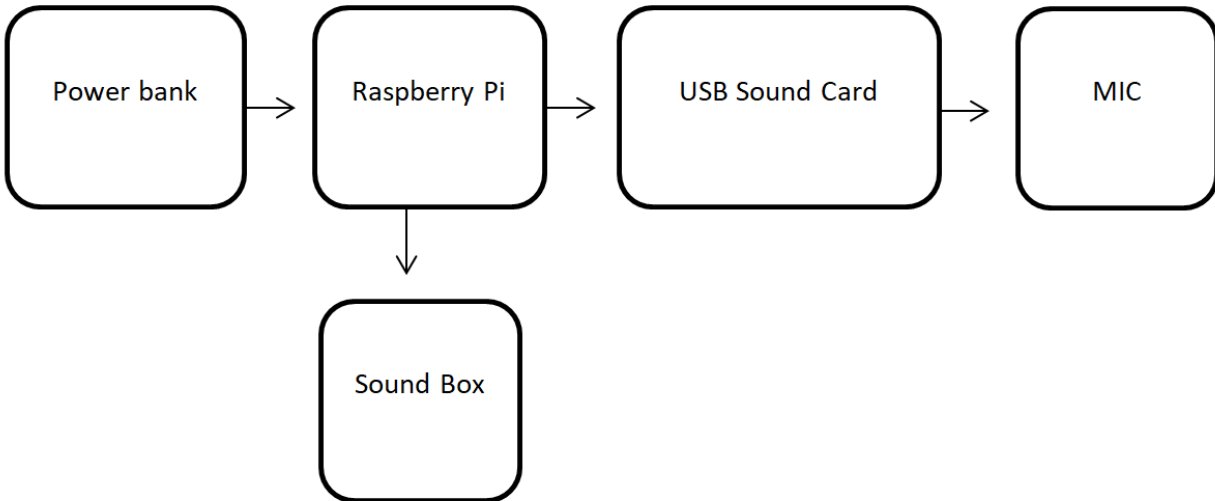 Power bank
Raspberry Pi
USB Sound Card
MIC
Sound Box